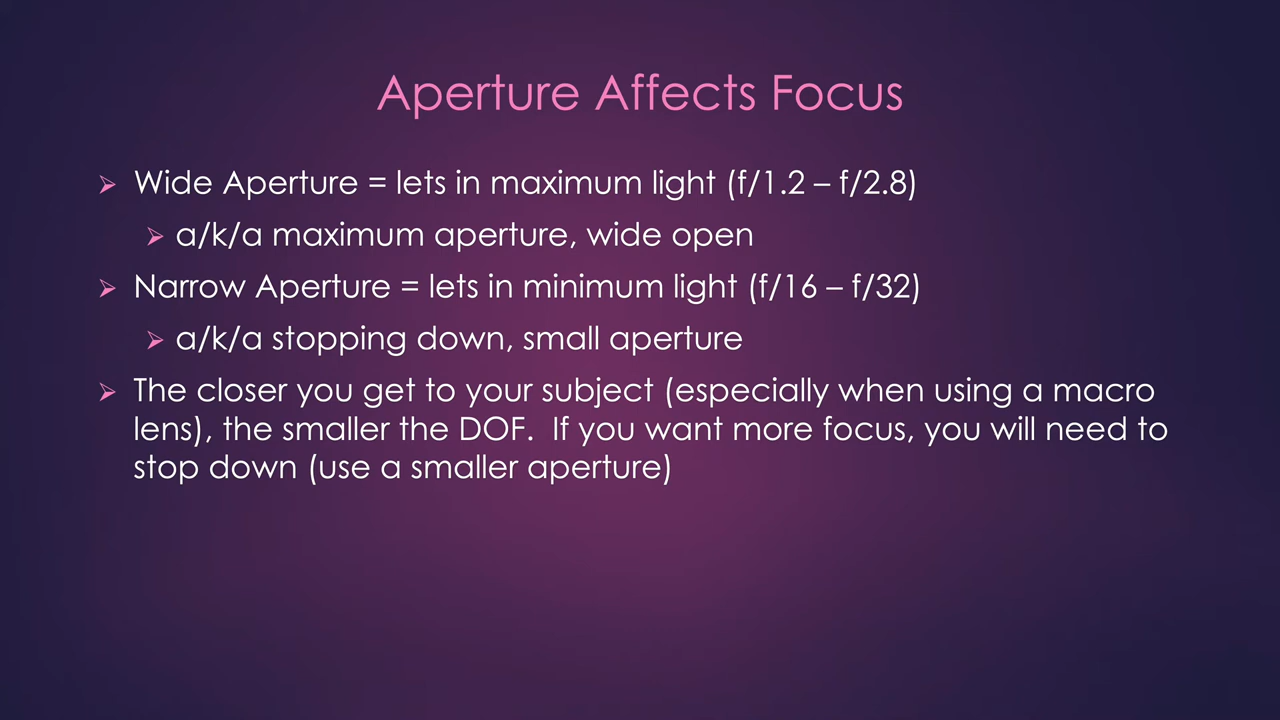 Aperture Affects Focus
Wide Aperture = lets in maximum light (f/1.2 – f/2.8)
a/k/a maximum aperture, wide open
Narrow Aperture = lets in minimum light (f/16 – f/32)
a/k/a stopping down, small aperture
The closer you get to your subject (especially when using a macro
lens), the smaller the DOF.  If you want more focus, you will need to
stop down (use a smaller aperture)